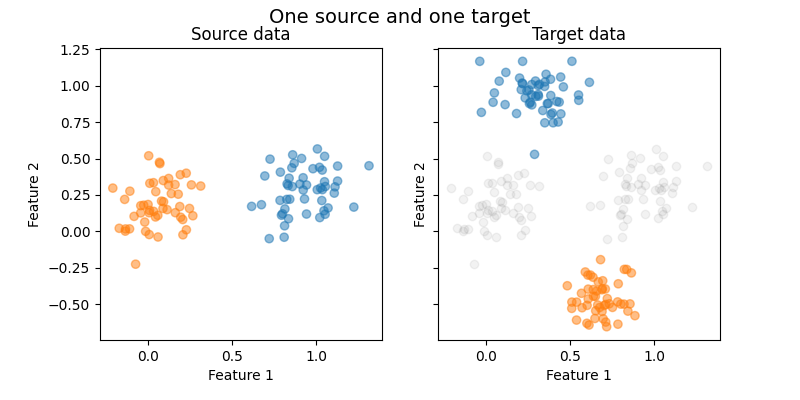 One source and one target
Source data
Target data
1.25
1.00
0.75
0.50
0.25
0.00
−0.25
−0.50
Feature 2
Feature 2
0.0
0.5
1.0
0.0
0.5
1.0
Feature 1
Feature 1